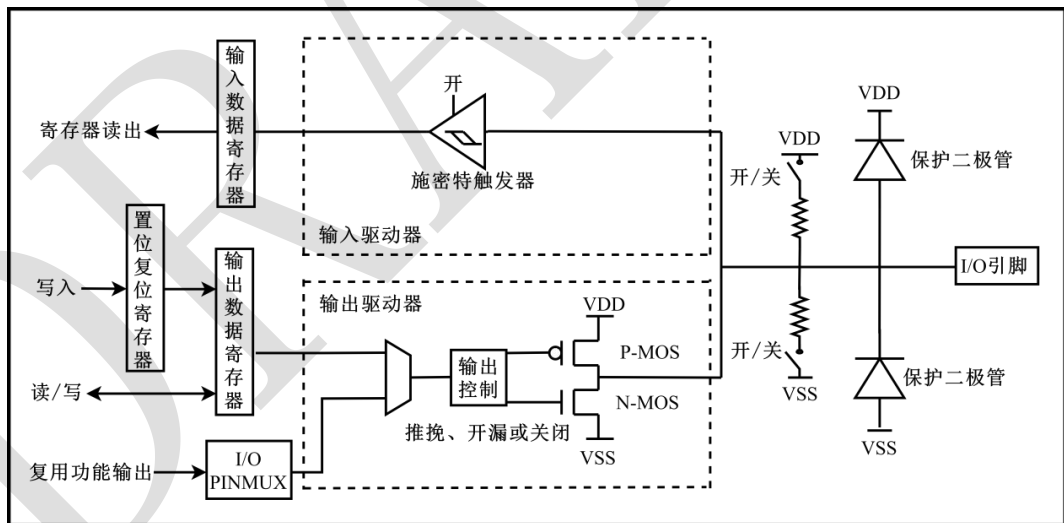 DRA
输入数据寄存器
寄存器读出
开
施密特触发器
输入驱动器
VDD
开/关
VDD
保护二极管
I/O引脚
置位复位寄存器
写入
输出数据寄存器
读/写
复用功能输出
I/O
PINMUX
输出驱动器
输出
控制
VDD
P-MOS
N-MOS
VSS
推挽、开漏或关闭
开/关
VSS
保护二极管
VSS